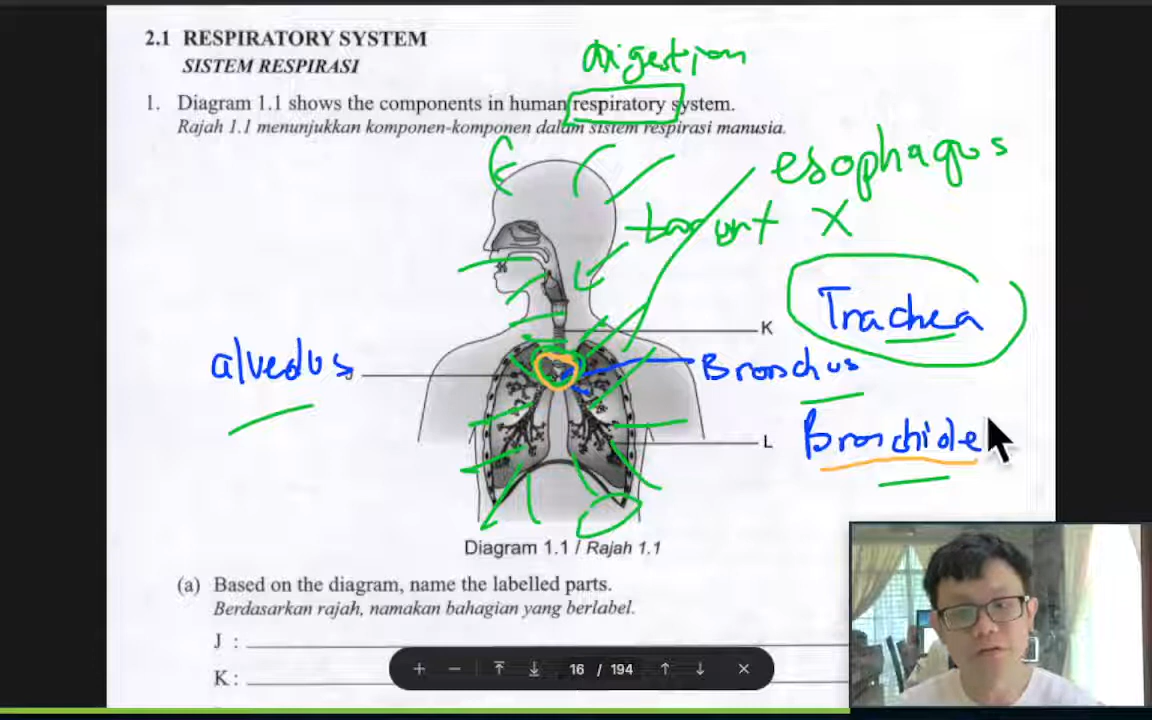 2.1 RESPIRATORY SYSTEM
SISTEM RESPIRASI
digestion
1. Diagram 1.1 shows the components in human respiratory system.
Rajah 1.1 menunjukkan komponen-komponen dalam sistem respirasi manusia.
esophagus
X
Trachea
K
alveolus
Bronchus
Bronchiole
L
Diagram 1.1 / Rajah 1.1
(a) Based on the diagram, name the labelled parts.
Berdasarkan rajah, namakan bahagian yang berlabel.
J :
K :
16 / 194